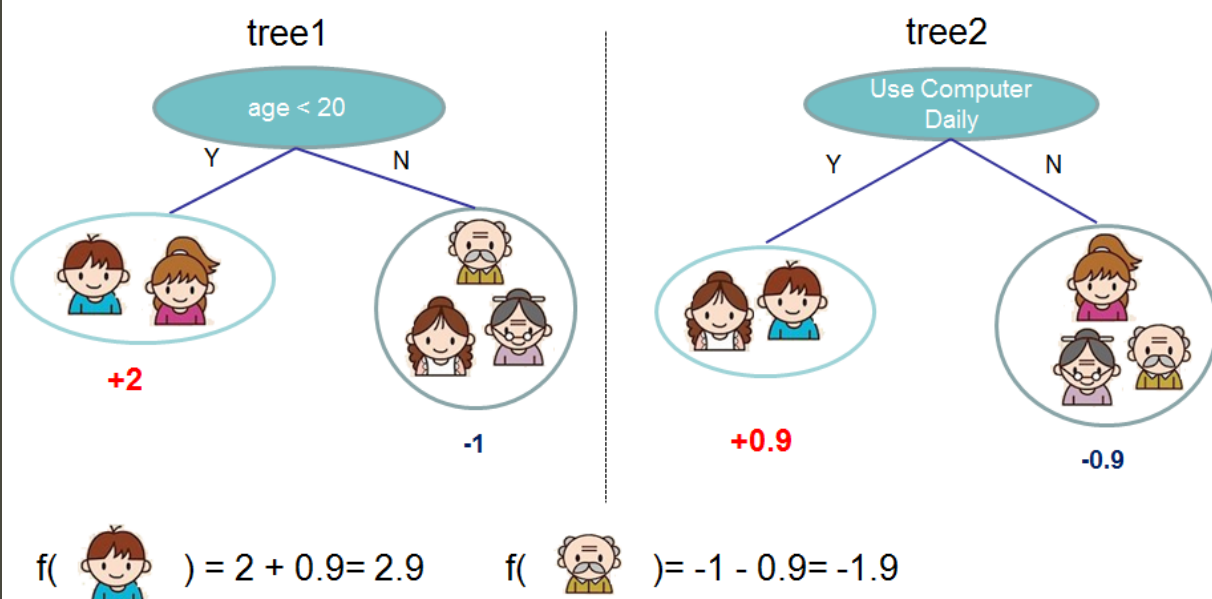 tree1
age < 20
Y
N
+2
-1
tree2
Use Computer
Daily
Y
N
+0.9
-0.9
f( ) = 2 + 0.9= 2.9
f( )= -1 - 0.9= -1.9